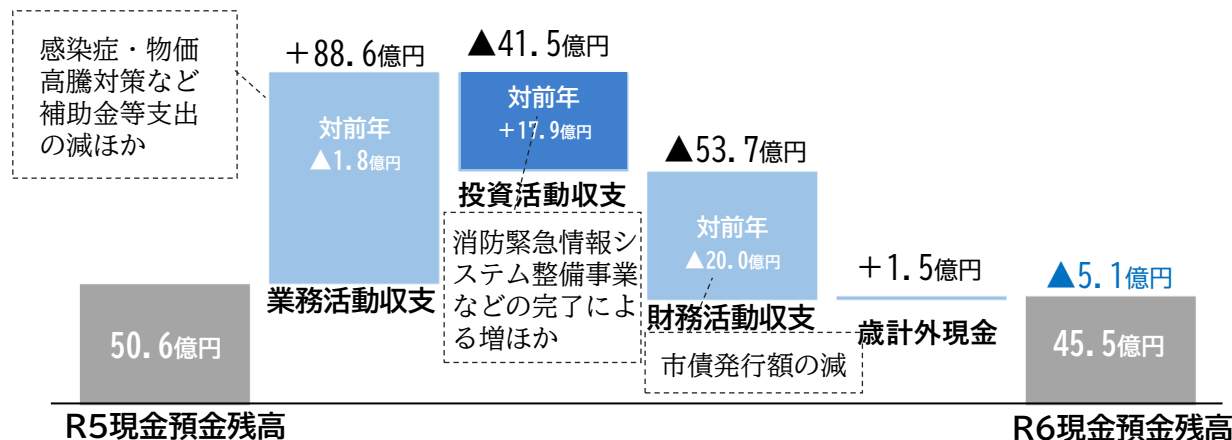 感染症・物価
高騰対策など
補助金等支出
の減ほか
＋88.6億円
対前年
▲1.8億円
業務活動収支
▲41.5億円
対前年
＋17.9億円
投資活動収支
消防緊急情報シ
ステム整備事業
などの完了によ
る増ほか
▲53.7億円
対前年
▲20.0億円
財務活動収支
市債発行額の減
＋1.5億円
歳計外現金
▲5.1億円
50.6億円
45.5億円
R5現金預金残高
R6現金預金残高